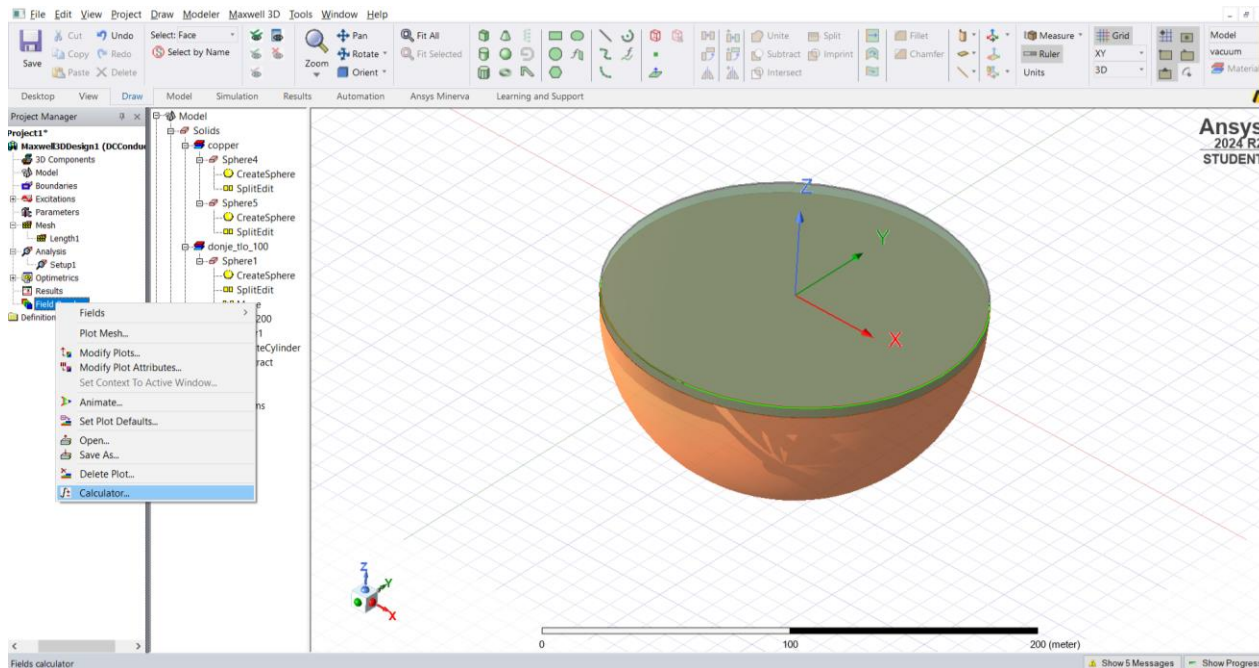 File Edit View Project Draw Modeler Maxwell 3D Tools Window Help
Save
Cut
Copy
Paste
Undo
Redo
Delete
Select: Face
Select by Name
Zoom
Pan
Rotate
Orient
Fit All
Fit Selected
Unite
Subtract
Intersect
Split
Imprint
Fillet
Chamfer
Measure
Ruler
Units
Grid
XY
3D
Model
vacuum
Material
Desktop View Draw Model Simulation Results Automation Ansys Minerva Learning and Support
Project Manager
Project1*
Maxwell3DDesign1 (DCCondu
3D Components
Model
Boundaries
Excitations
Parameters
Mesh
Length1
Analysis
Setup1
Optimetrics
Results
Field
Definition
Fields
Plot Mesh...
Modify Plots...
Modify Plot Attributes...
Set Context To Active Window...
Animate...
Set Plot Defaults...
Open...
Save As...
Delete Plot...
Calculator...
Model
Solids
copper
Sphere4
CreateSphere
SplitEdit
Sphere5
CreateSphere
SplitEdit
donje_tlo_100
Sphere1
CreateSphere
SplitEdit
200
r1
teCylinder
ract
ns
Ansys
2024 R2
STUDENT
Z
Y
X
Z
Y
X
0 100 200 (meter)
Fields calculator
Show 5 Messages Show Progres